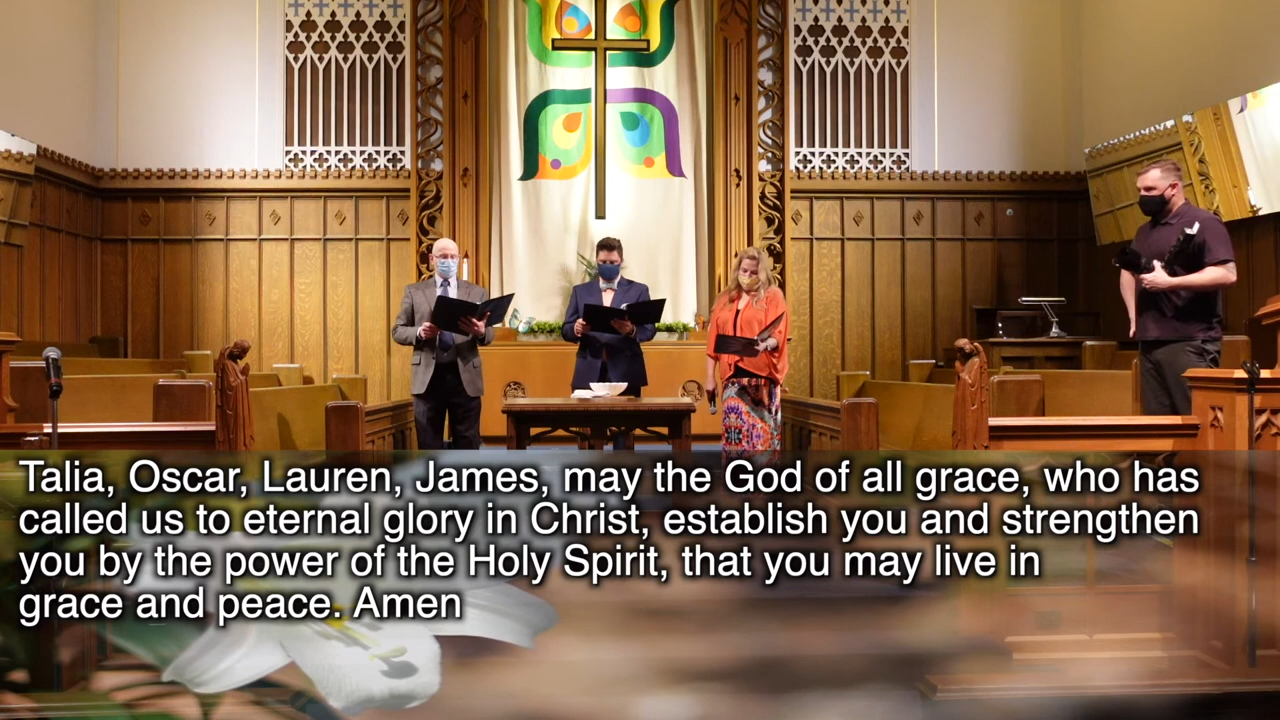 Talia, Oscar, Lauren, James, may the God of all grace, who has
called us to eternal glory in Christ, establish you and strengthen
you by the power of the Holy Spirit, that you may live in
grace and peace. Amen